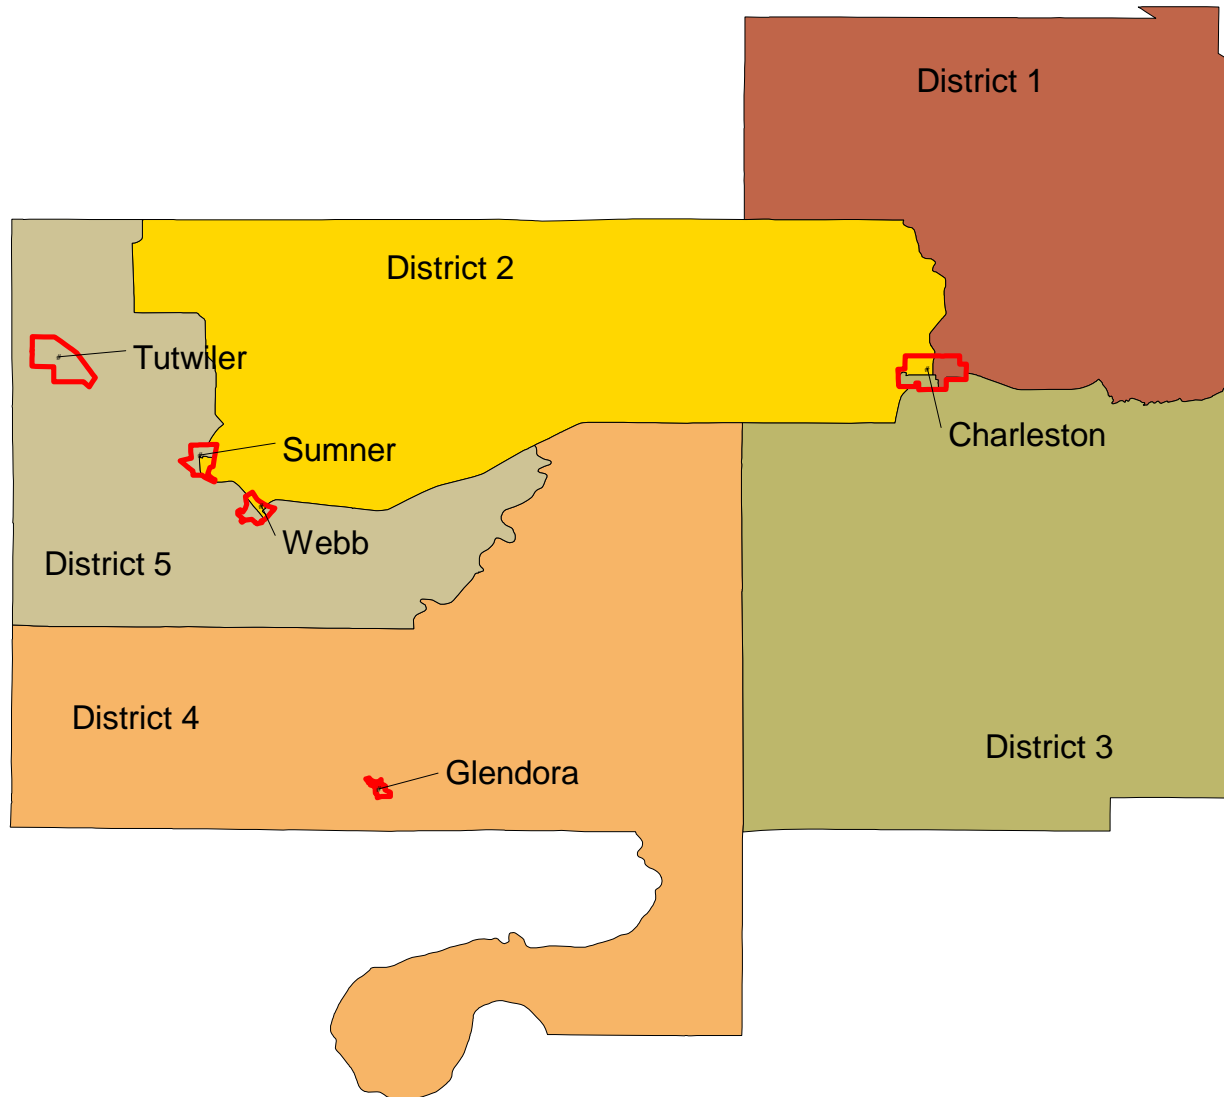 District 1
District 2
Tutwiler
Charleston
Sumner
Webb
District 5
District 4
District 3
Glendora